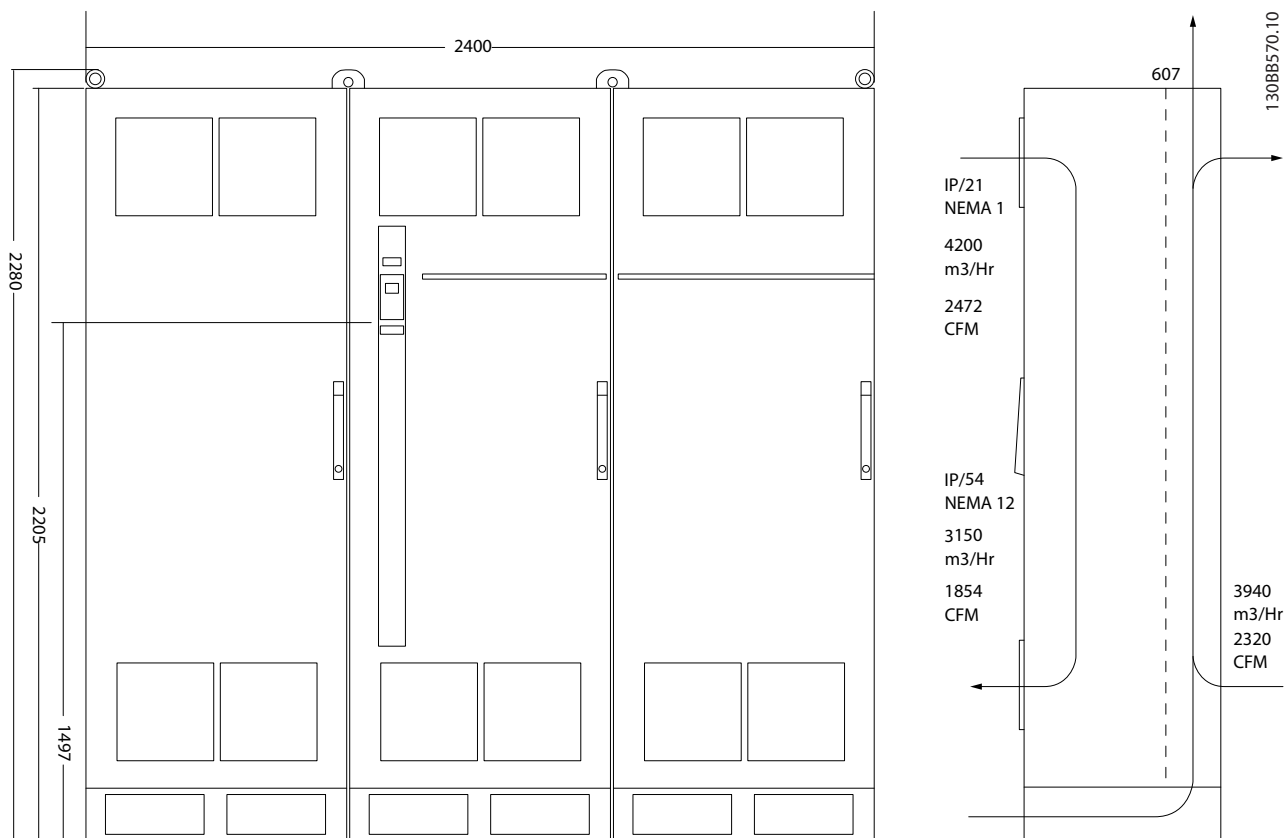 2400
2280
2205
1497
607
130BB570.10
IP/21
NEMA 1
4200
m3/Hr
2472
CFM
IP/54
NEMA 12
3150
m3/Hr
1854
CFM
3940
m3/Hr
2320
CFM